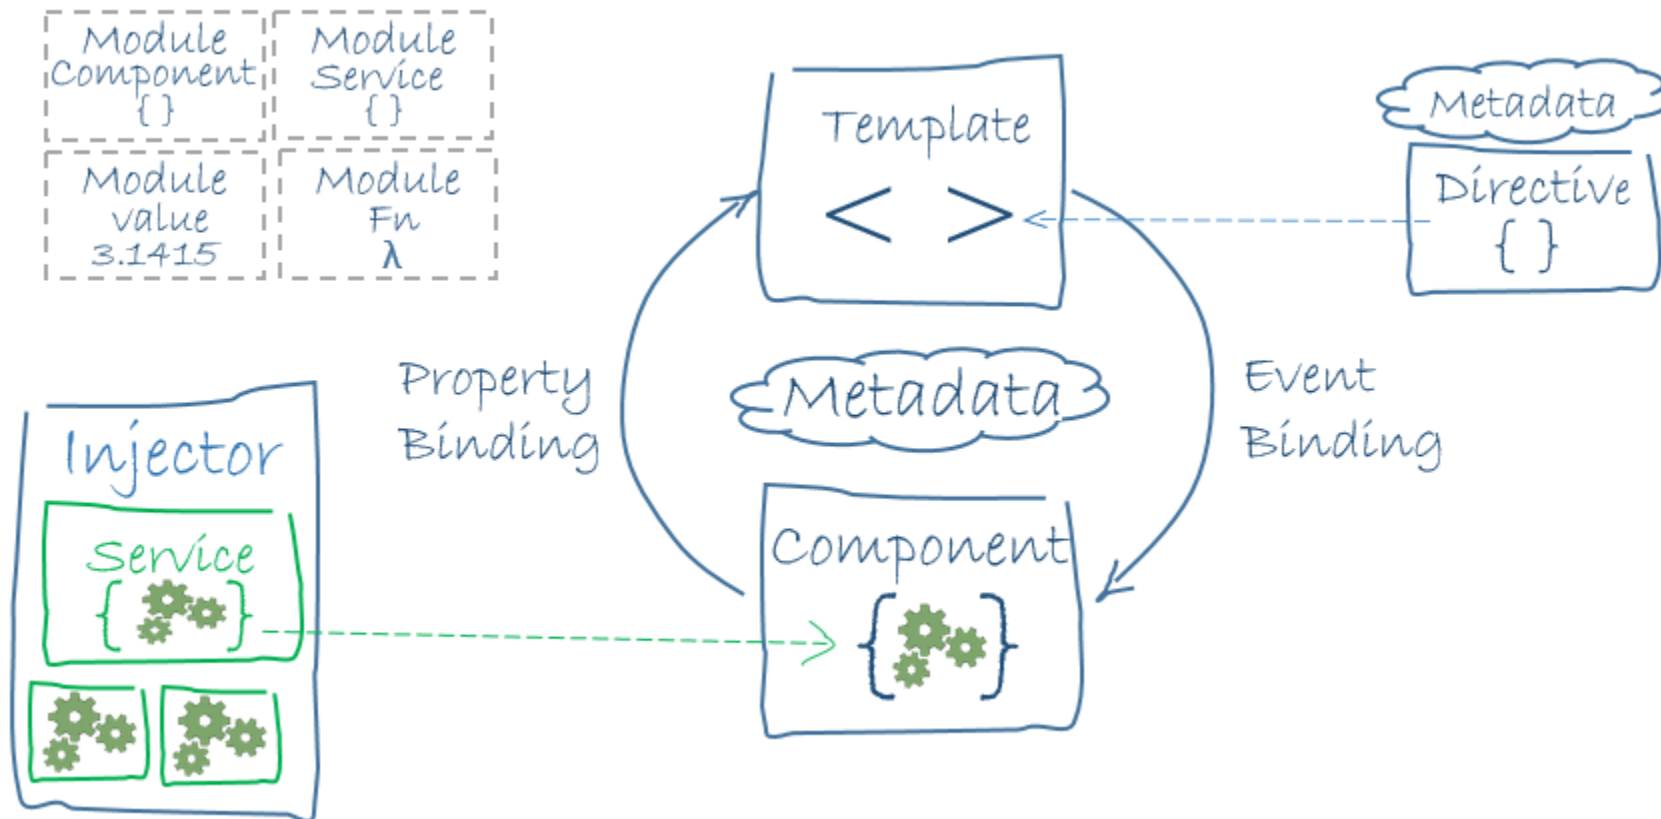 Module
Component
{ }
Module
Service
{ }
Module
value
3.1415
Module
Fn
λ
Template
< >
Metadata
Directive
{ }
Property
Binding
Metadata
Event
Binding
Injector
Service
{ }
Component
{ }